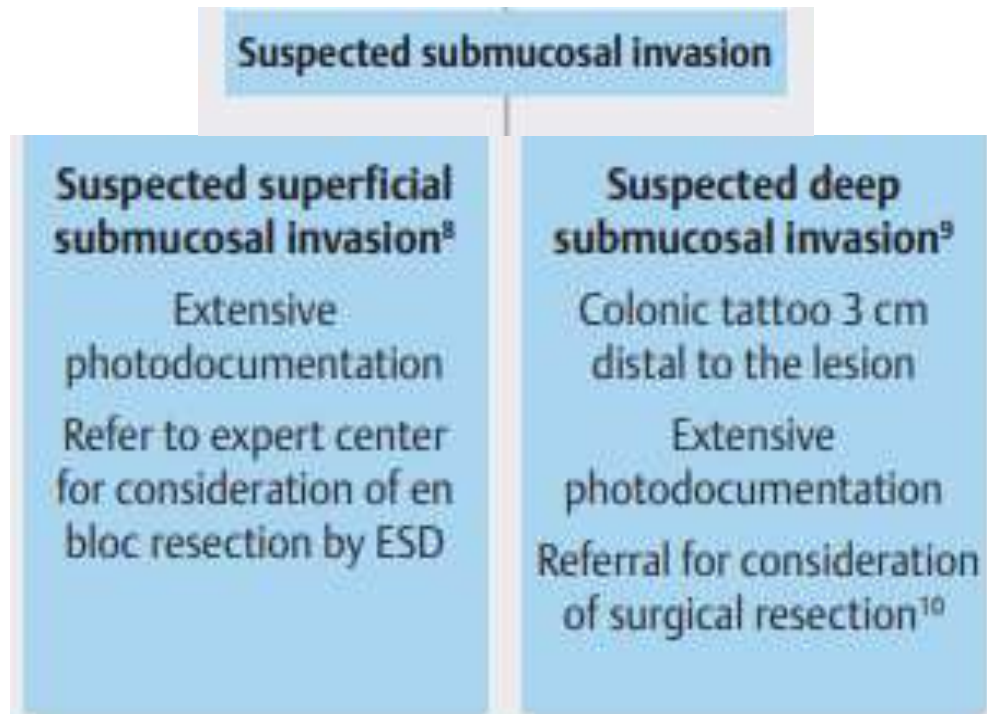 Suspected submucosal invasion
Suspected superficial
submucosal invasion⁸
Extensive
photodocumentation
Refer to expert center
for consideration of en
bloc resection by ESD
Suspected deep
submucosal invasion⁹
Colonic tattoo 3 cm
distal to the lesion
Extensive
photodocumentation
Referral for consideration
of surgical resection¹⁰